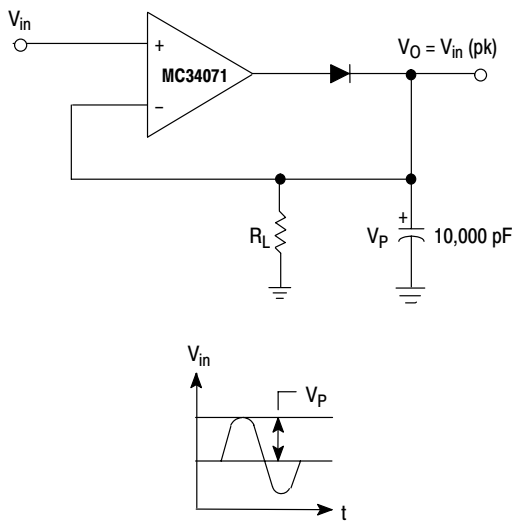 Vin
+
MC34071
−
VO = Vin (pk)
RL
+
VP
10,000 pF
Vin
VP
t